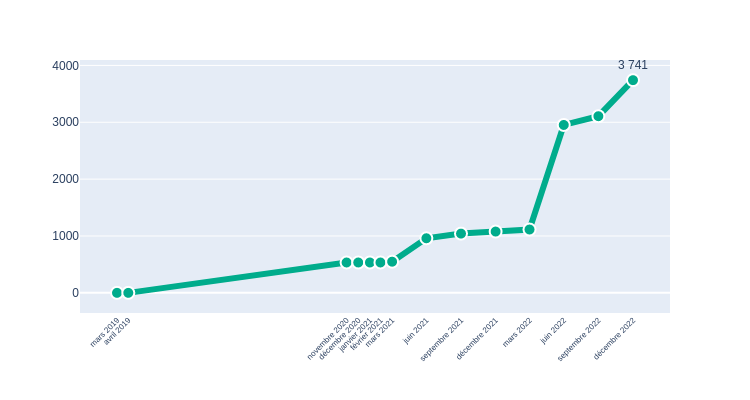 3 741
4000
3000
2000
1000
0
mars 2019
avril 2019
novembre 2020
décembre 2020
janvier 2021
février 2021
mars 2021
juin 2021
septembre 2021
décembre 2021
mars 2022
juin 2022
septembre 2022
décembre 2022